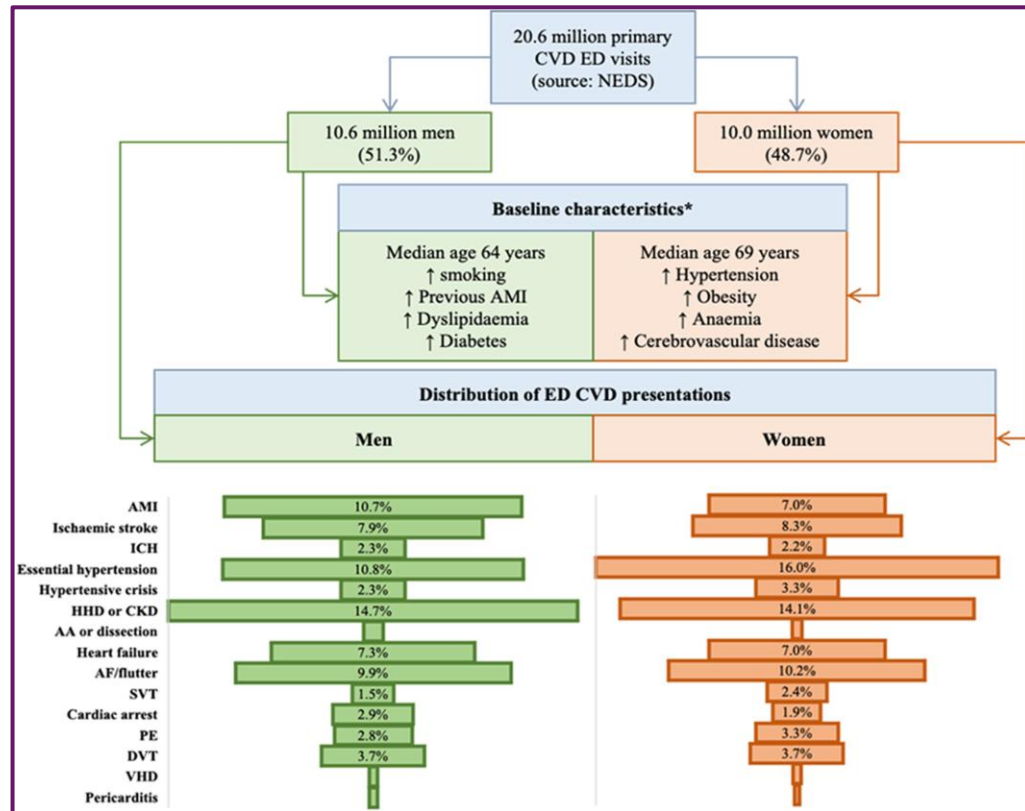 20.6 million primary
CVD ED visits
(source: NEDS)
10.6 million men
(51.3%)
10.0 million women
(48.7%)
Baseline characteristics*
Median age 64 years
↑ smoking
↑ Previous AMI
↑ Dyslipidaemia
↑ Diabetes
Median age 69 years
↑ Hypertension
↑ Obesity
↑ Anaemia
↑ Cerebrovascular disease
Distribution of ED CVD presentations
Men Women
AMI 10.7% 7.0%
Ischaemic stroke 7.9% 8.3%
ICH 2.3% 2.2%
Essential hypertension 10.8% 16.0%
Hypertensive crisis 2.3% 3.3%
HHD or CKD 14.7% 14.1%
AA or dissection
Heart failure 7.3% 7.0%
AF/flutter 9.9% 10.2%
SVT 1.5% 2.4%
Cardiac arrest 2.9% 1.9%
PE 2.8% 3.3%
DVT 3.7% 3.7%
VHD
Pericarditis